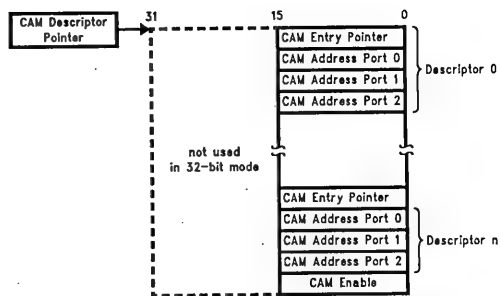 31 15 0
CAM Descriptor
Pointer
CAM Entry Pointer
CAM Address Port 0
CAM Address Port 1
CAM Address Port 2
Descriptor 0
not used
in 32-bit mode
CAM Entry Pointer
CAM Address Port 0
CAM Address Port 1
CAM Address Port 2
Descriptor n
CAM Enable